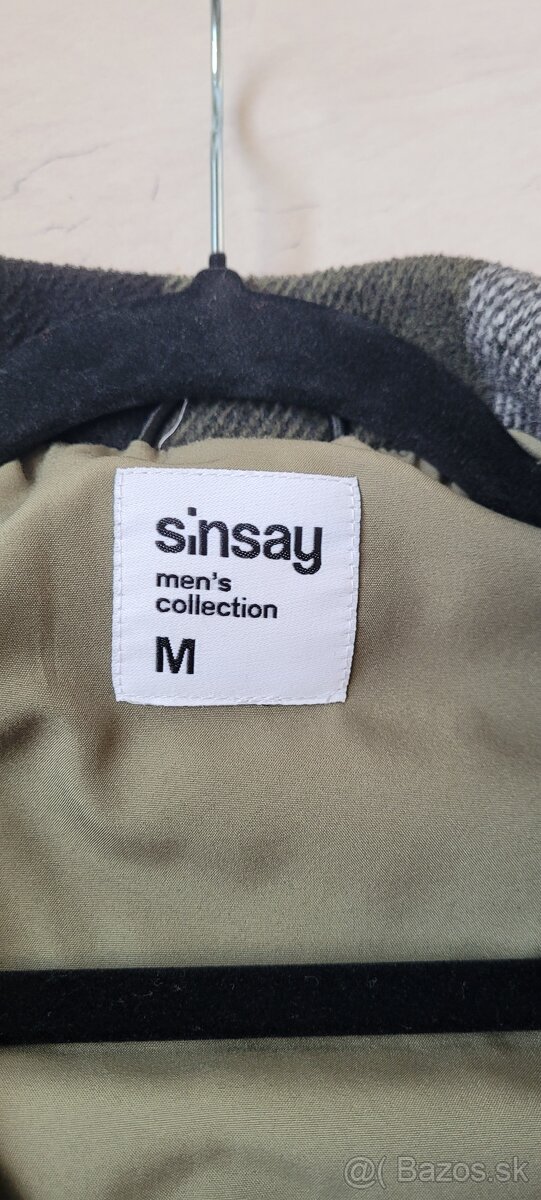 sinsay
men's
collection
M
@( Bazos.sk